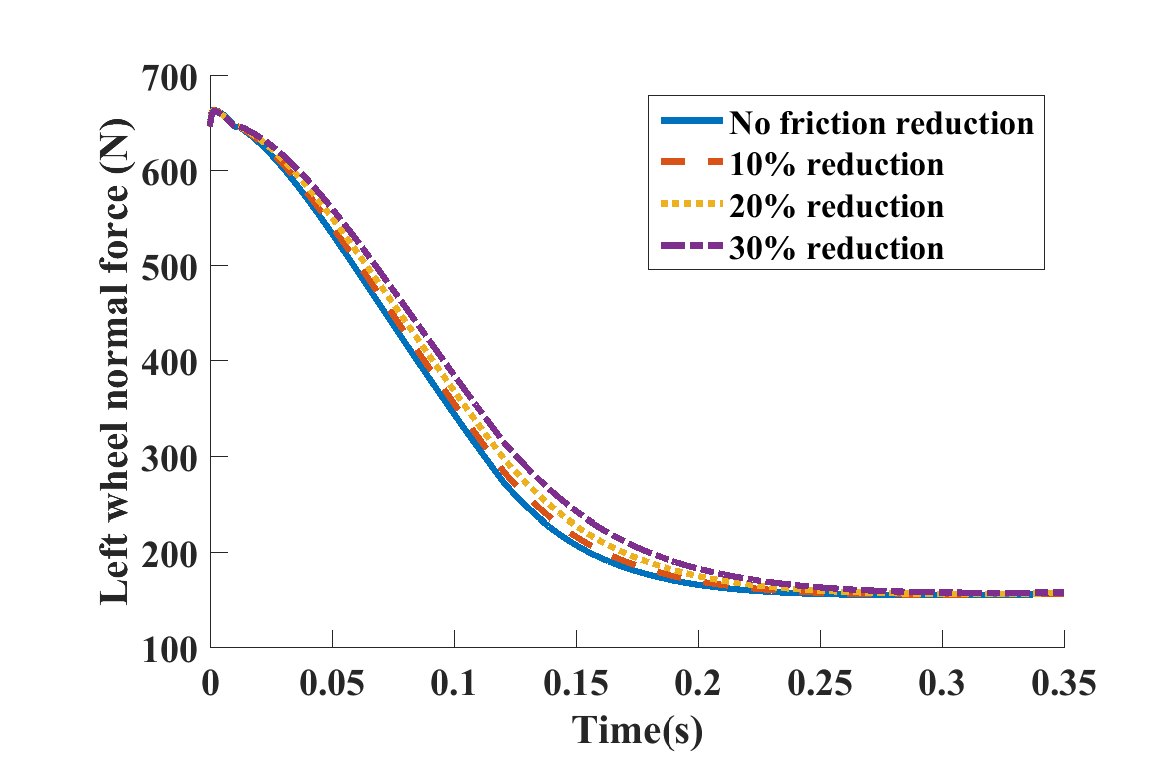 700
600
500
400
300
200
100
Left wheel normal force (N)
No friction reduction
10% reduction
20% reduction
30% reduction
0 0.05 0.1 0.15 0.2 0.25 0.3 0.35
Time(s)